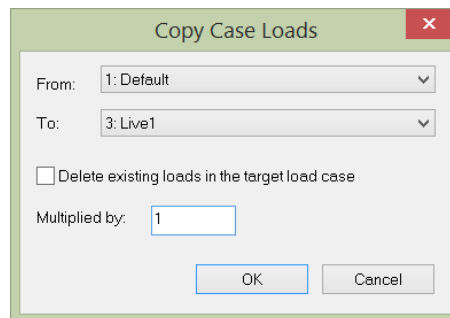 Copy Case Loads
From: 1: Default
To: 3: Live1
Delete existing loads in the target load case
Multiplied by: 1
OK Cancel